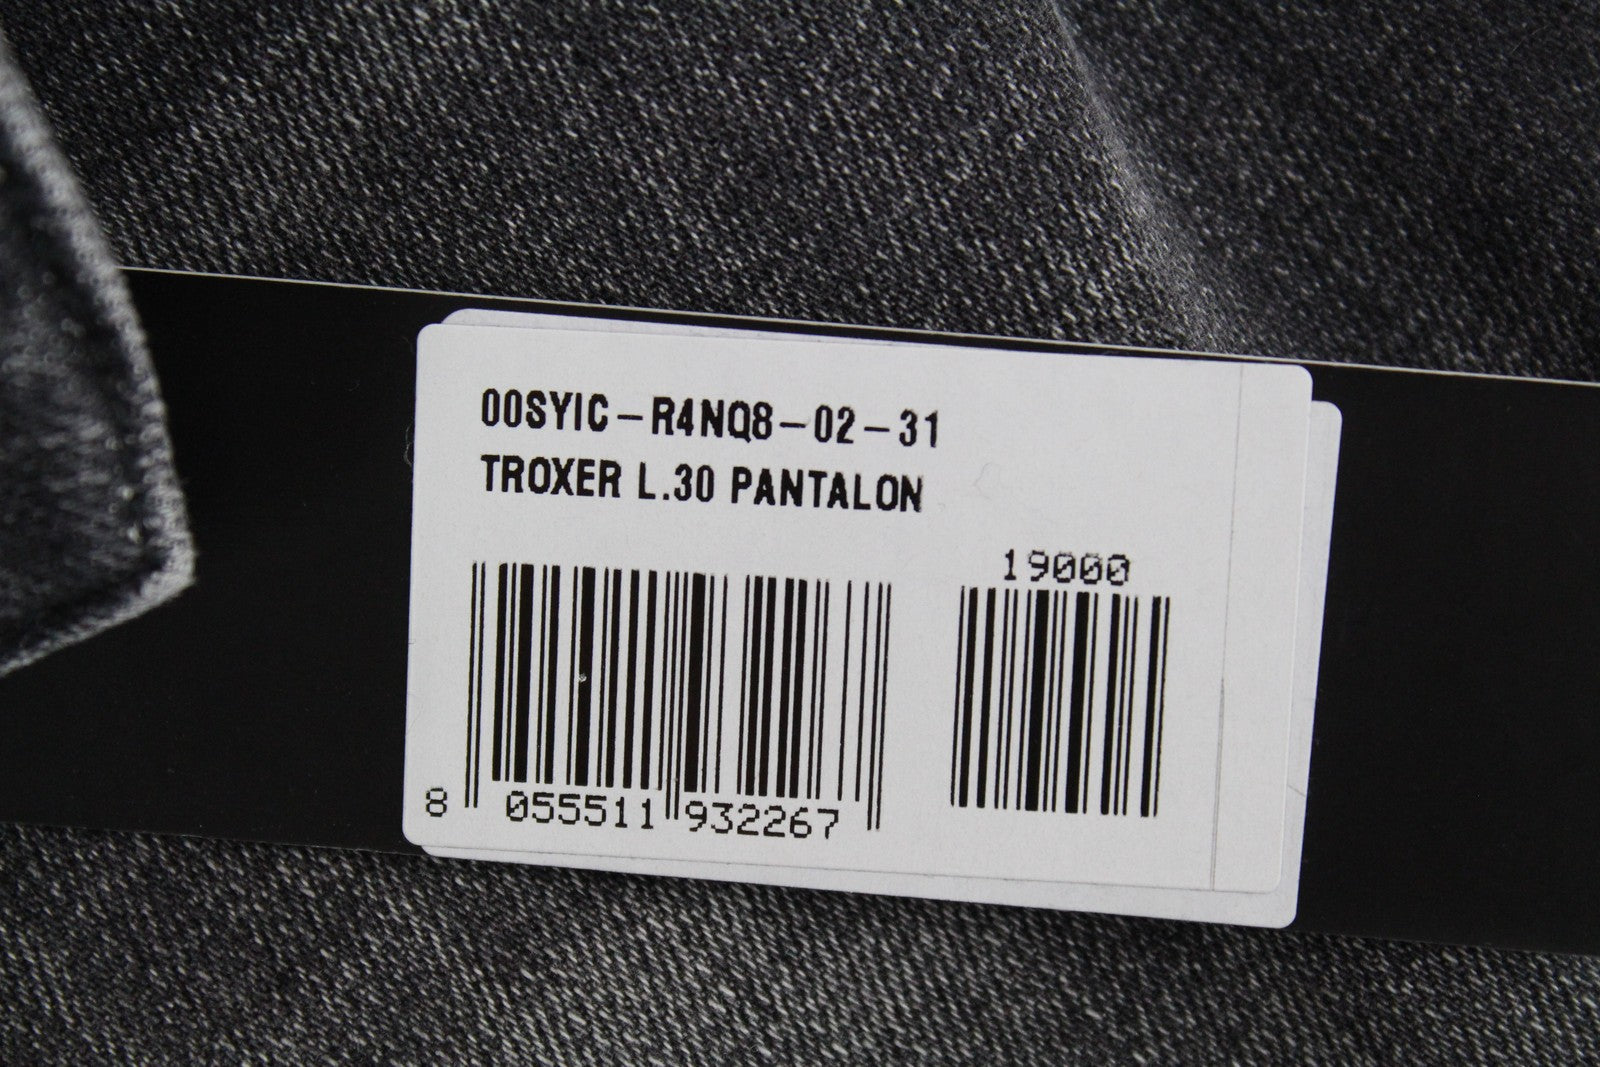 00SYIC-R4NQ8-02-31
TROXER L.30 PANTALON
19000
8 055511 932267